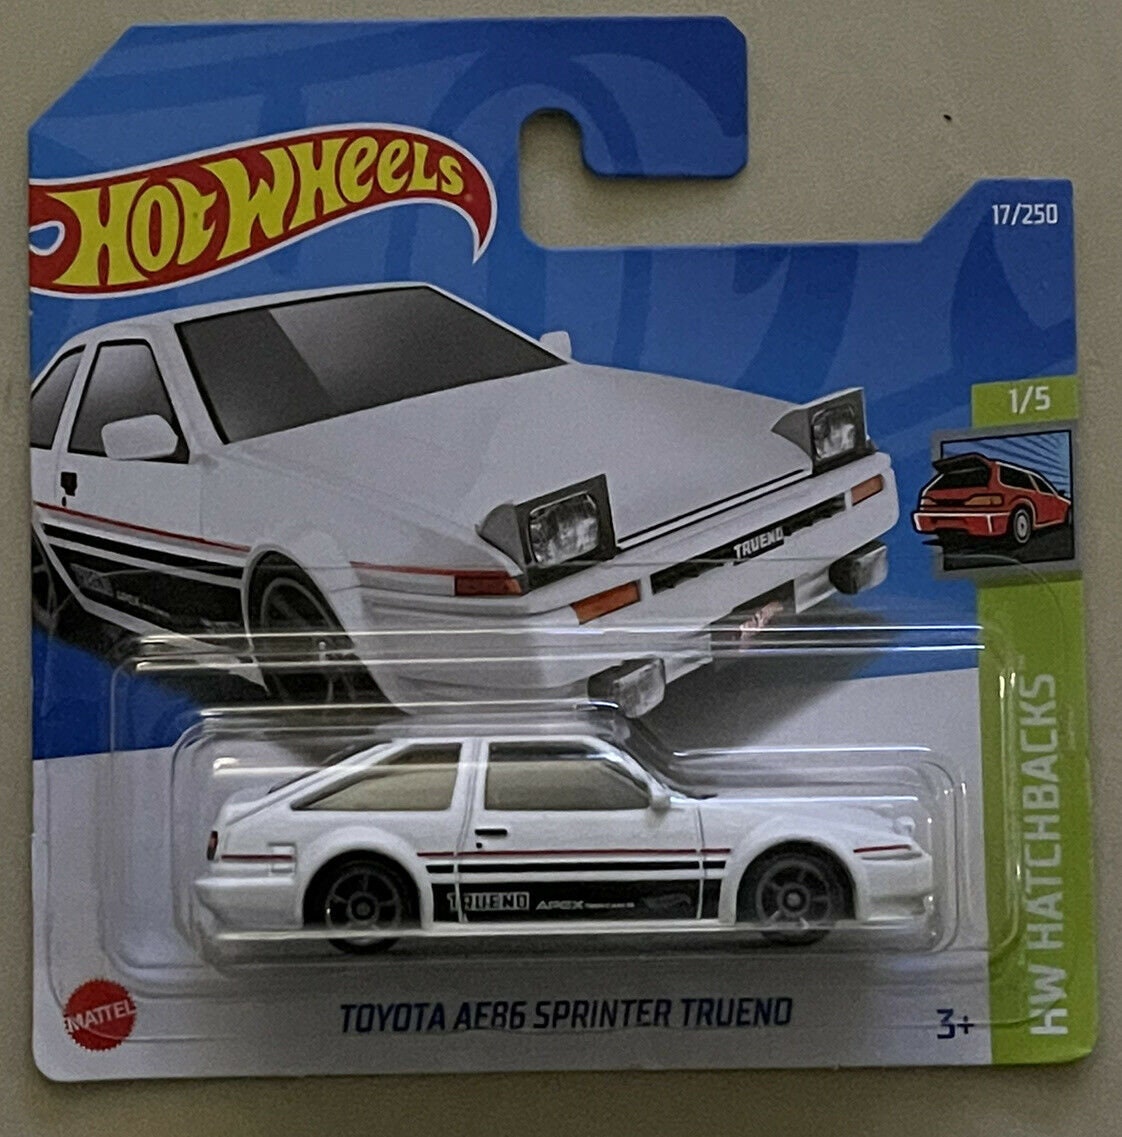 HOT WHEELS
17/250
1/5
TRUENO
HW HATCHBACKS
TRUENO APEX
MATTEL
TOYOTA AE86 SPRINTER TRUENO
3+